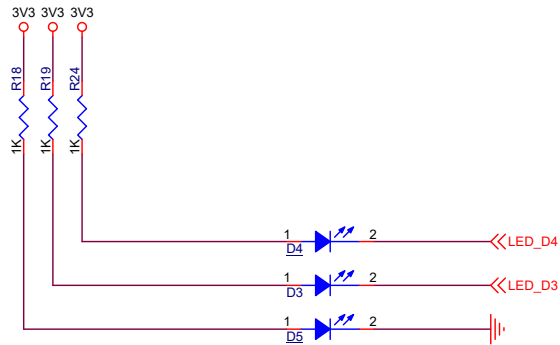 3V3 3V3 3V3
R18 R19 R24
1K 1K 1K
1 2
D4
LED_D4
1 2
D3
LED_D3
1 2
D5